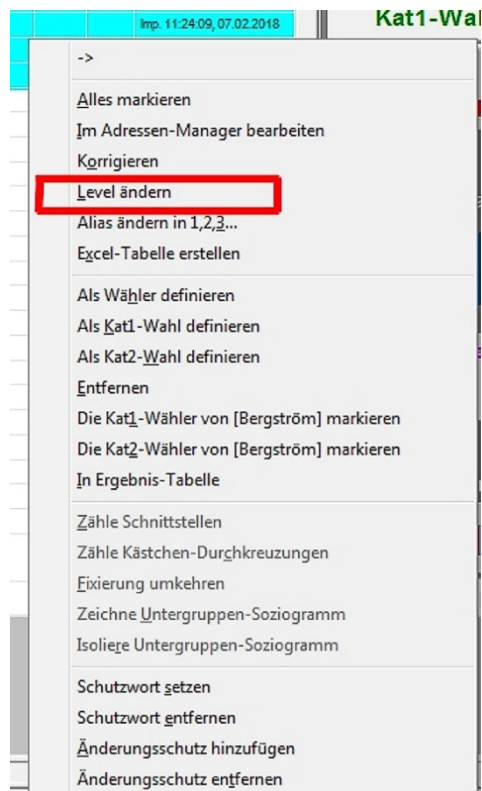 Imp. 11:24:09, 07.02.2018
Kat1-Wal
->
Alles markieren
Im Adressen-Manager bearbeiten
Korrigieren
Level ändern
Alias ändern in 1,2,3...
Excel-Tabelle erstellen
Als Wähler definieren
Als Kat1-Wahl definieren
Als Kat2-Wahl definieren
Entfernen
Die Kat1-Wähler von [Bergström] markieren
Die Kat2-Wähler von [Bergström] markieren
In Ergebnis-Tabelle
Zähle Schnittstellen
Zähle Kästchen-Durchkreuzungen
Fixierung umkehren
Zeichne Untergruppen-Soziogramm
Isoliere Untergruppen-Soziogramm
Schutzwort setzen
Schutzwort entfernen
Änderungsschutz hinzufügen
Änderungsschutz entfernen